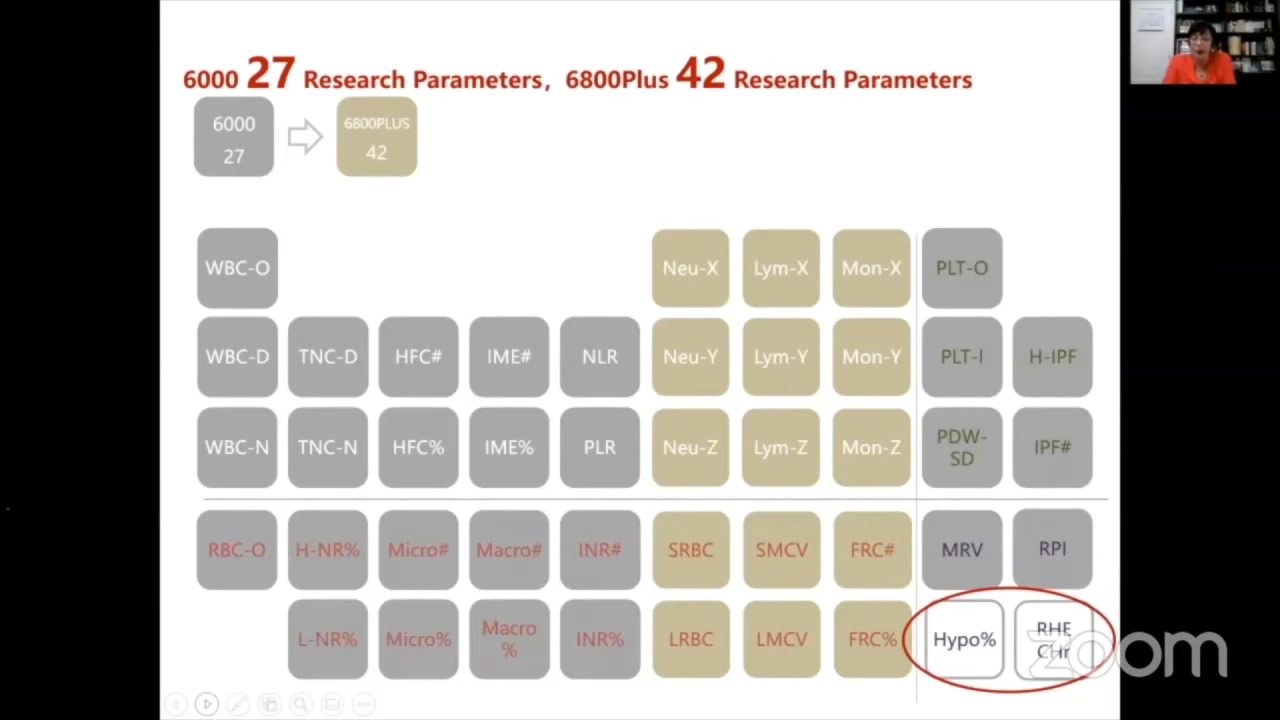 6000 27 Research Parameters, 6800Plus 42 Research Parameters
6000
27
6800PLUS
42
WBC-O
Neu-X
Lym-X
Mon-X
PLT-O
WBC-D
TNC-D
HFC#
IME#
NLR
Neu-Y
Lym-Y
Mon-Y
PLT-I
H-IPF
WBC-N
TNC-N
HFC%
IME%
PLR
Neu-Z
Lym-Z
Mon-Z
PDW-
SD
IPF#
RBC-O
H-NR%
Micro#
Macro#
INR#
SRBC
SMCV
FRC#
MRV
RPI
L-NR%
Micro%
Macro
%
INR%
LRBC
LMCV
FRC%
Hypo%
RHE
CHr
zoom